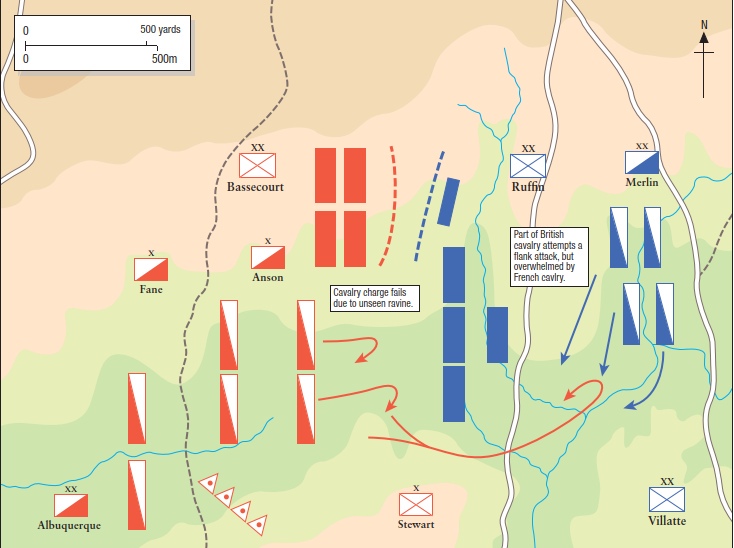 0 500 yards
0 500m
N
XX
Bassecourt
XX
Ruffin
XX
Merlin
X
Fane
X
Anson
Part of British
cavalry attempts a
flank attack, but
overwhelmed by
French cavlry.
Cavalry charge fails
due to unseen ravine.
XX
Albuquerque
X
Stewart
XX
Villatte